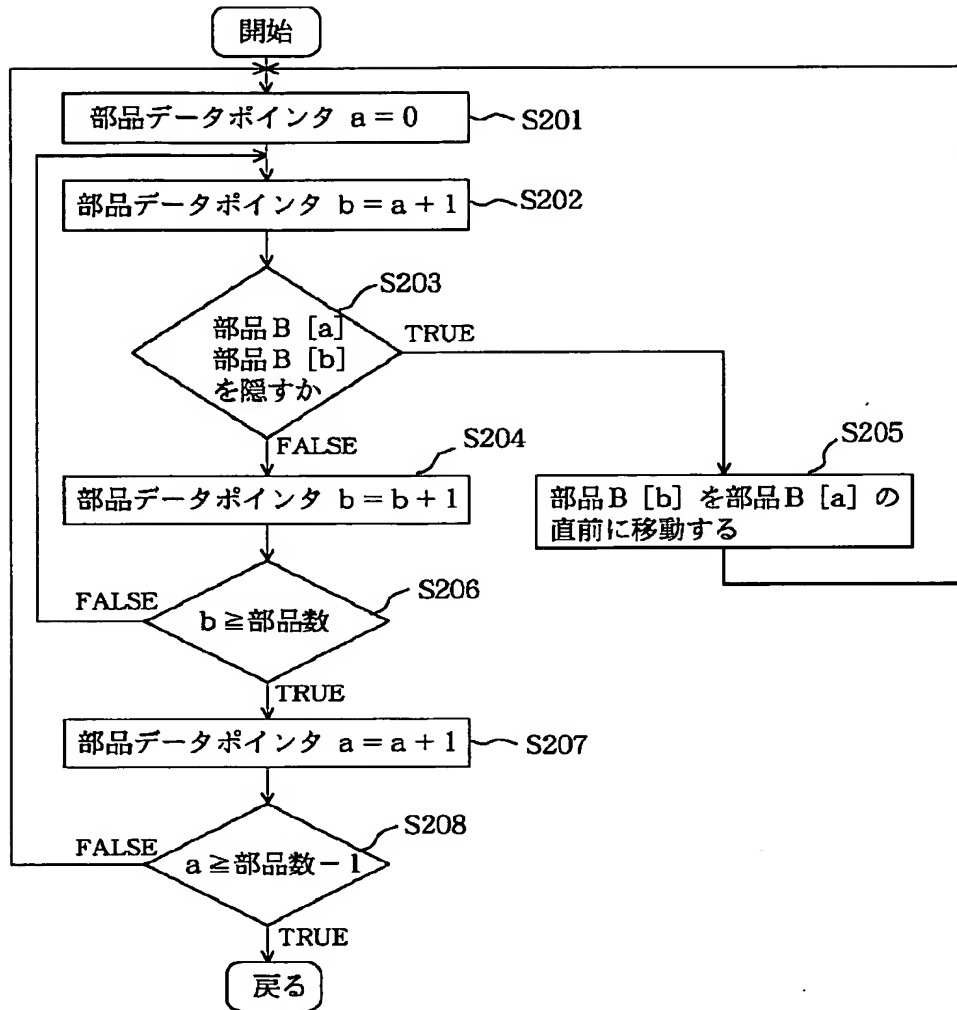 開始
部品データポインタ a=0
S201
部品データポインタ b=a+1
S202
S203
部品B [a]
部品B [b]
を隠すか
TRUE
FALSE
S204
部品データポインタ b=b+1
S205
部品B [b] を部品B [a] の
直前に移動する
FALSE
S206
b≧部品数
TRUE
部品データポインタ a=a+1
S207
S208
FALSE
a≧部品数-1
TRUE
戻る